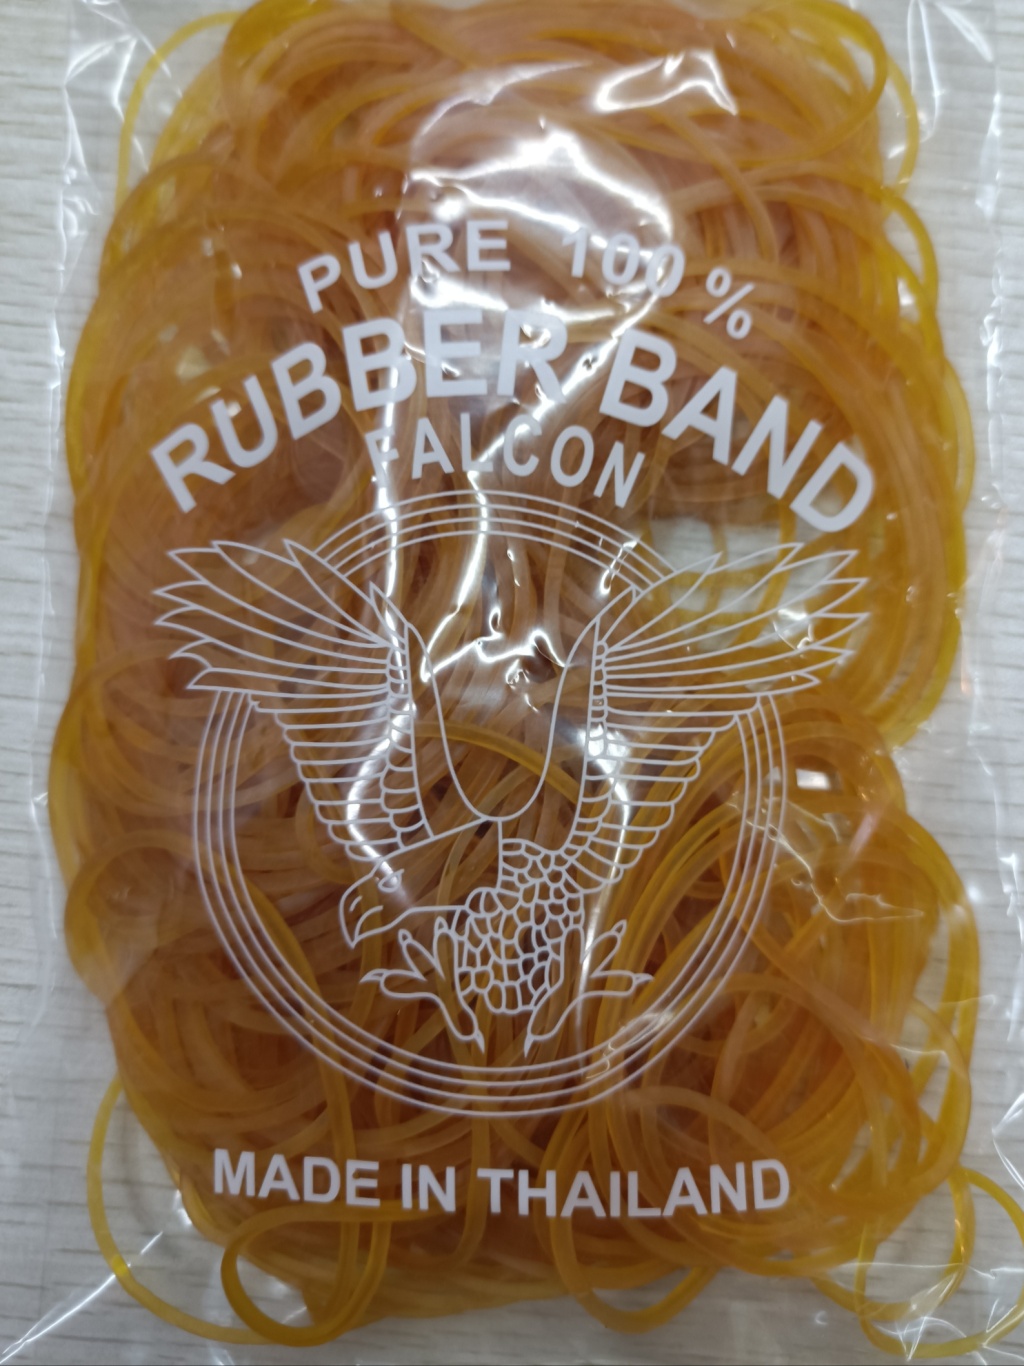 PURE 100 %
RUBBER BAND
FALCON
MADE IN THAILAND